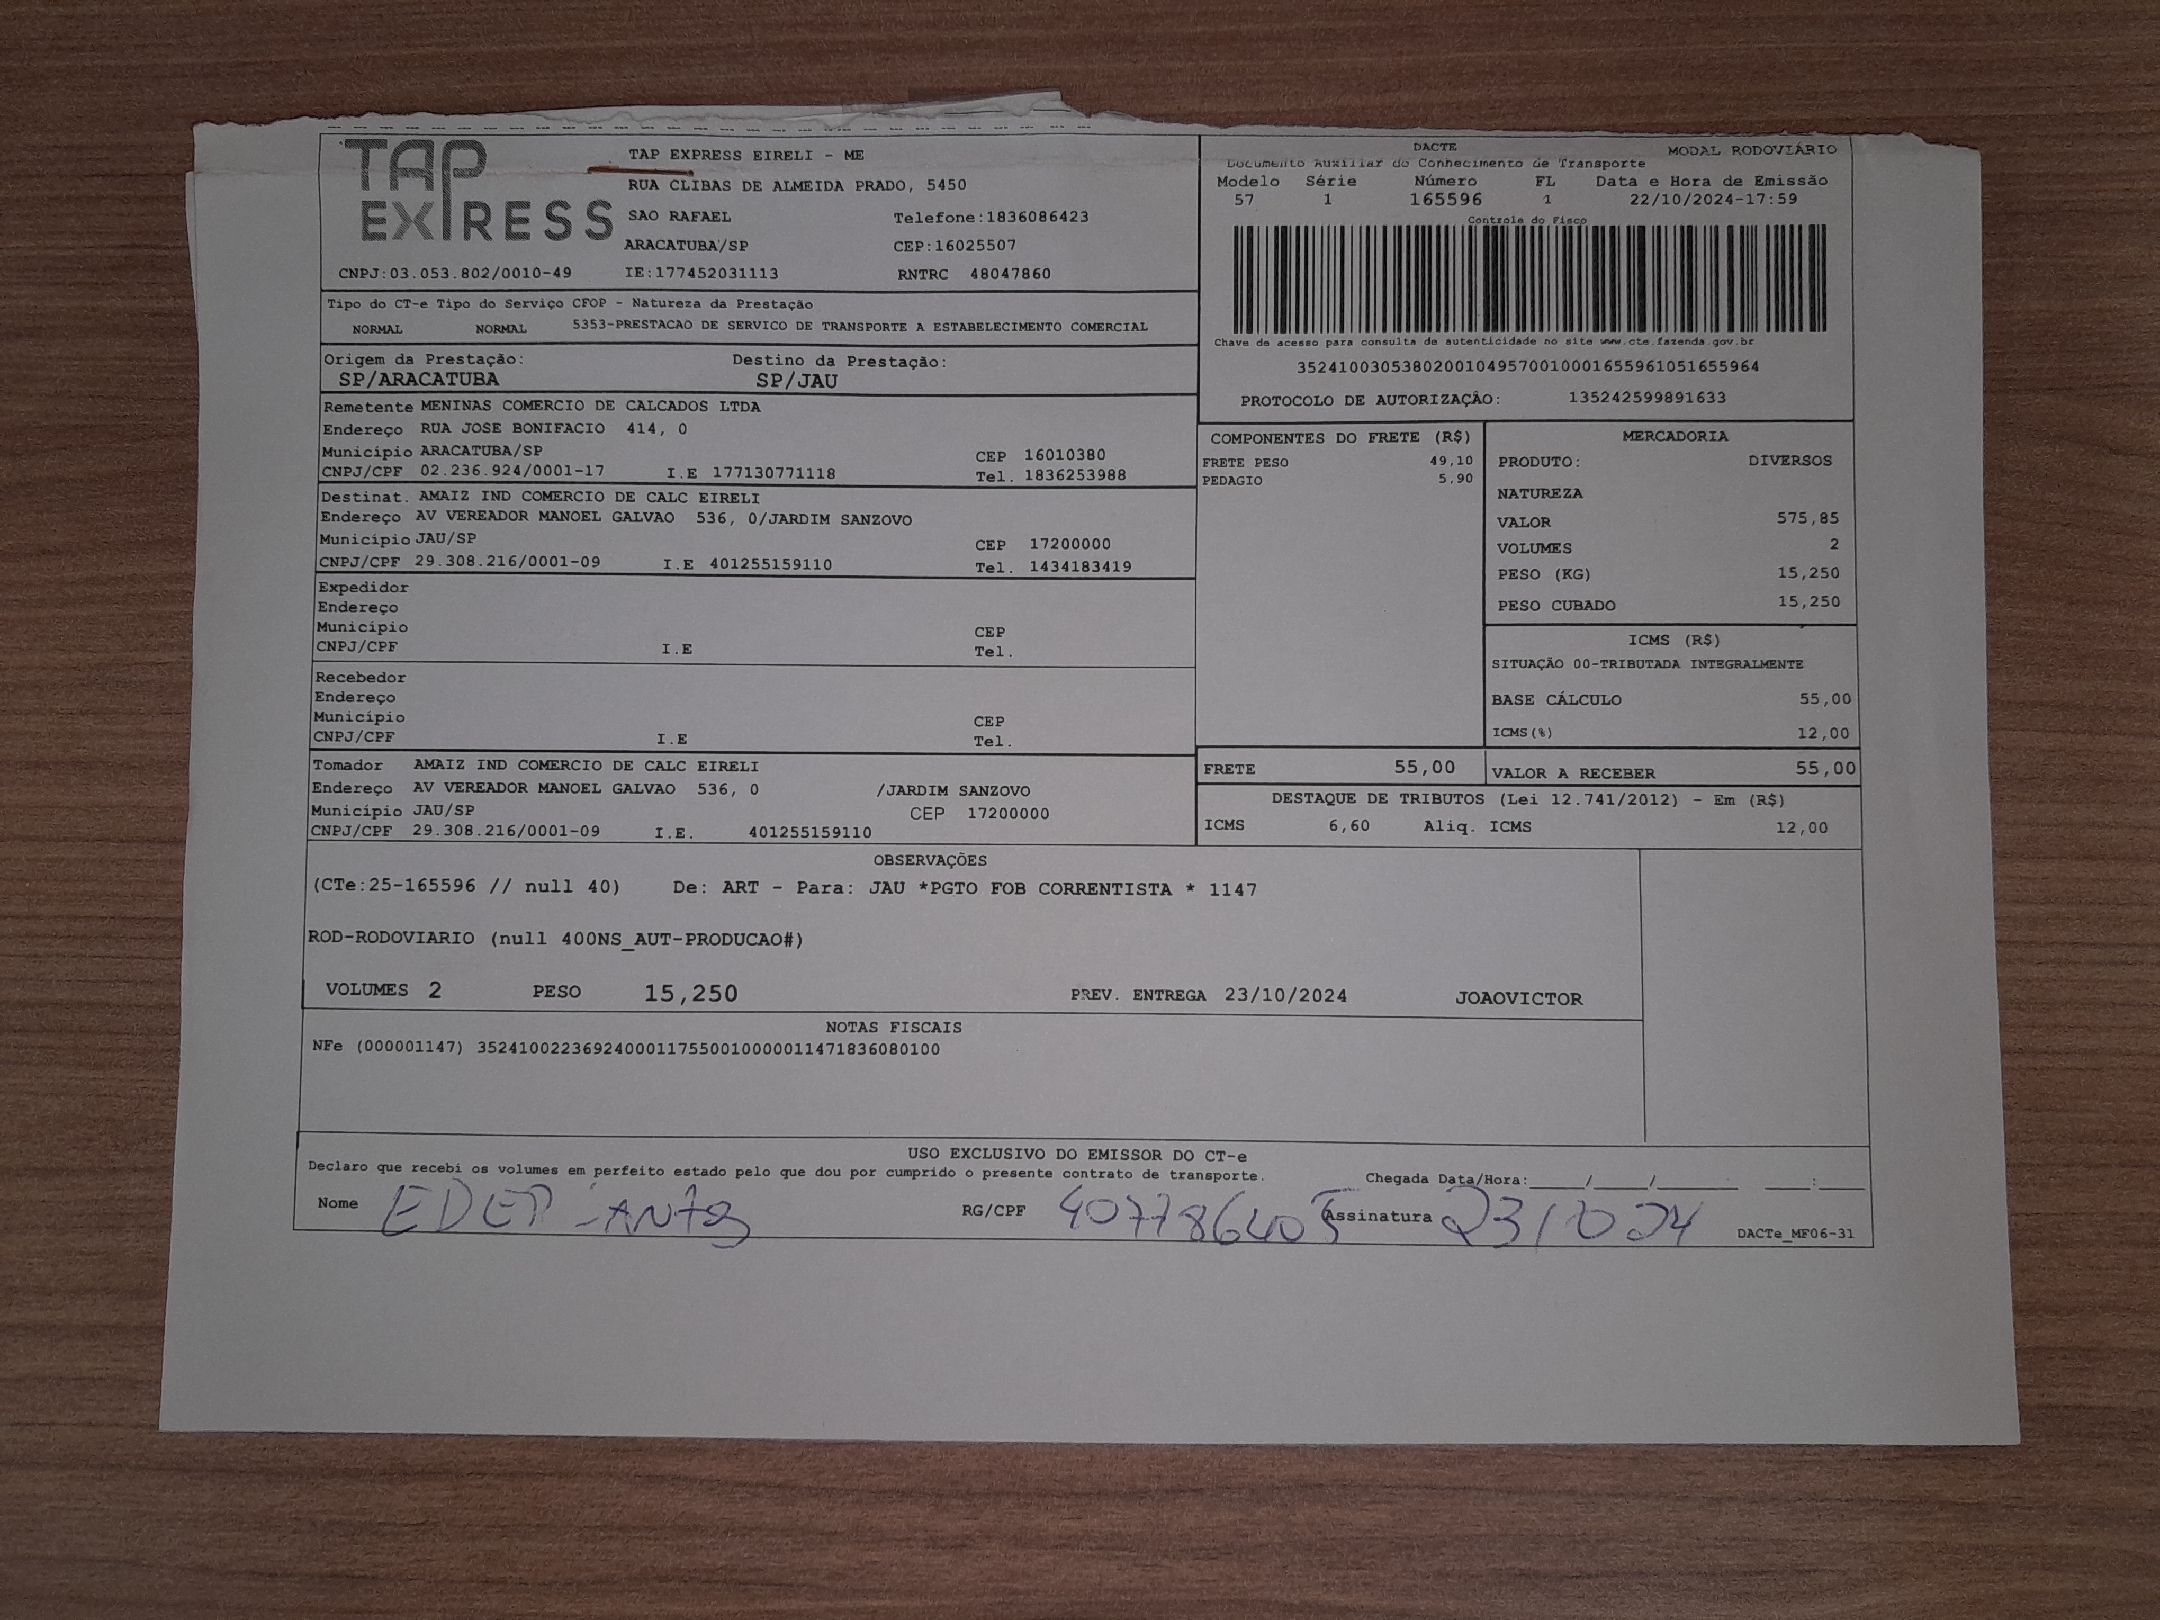 TAP EXPRESS
TAP EXPRESS EIRELI - ME
RUA CLIBAS DE ALMEIDA PRADO, 5450
SAO RAFAEL Telefone:1836086423
ARACATUBA/SP CEP:16025507
CNPJ:03.053.802/0010-49 IE:177452031113 RNTRC 48047860
DACTE MODAL RODOVIÁRIO
Documento Auxiliar do Conhecimento de Transporte
Modelo Série Número FL Data e Hora de Emissão
57 1 165596 1 22/10/2024-17:59
Controle do Fisco
Chave de acesso para consulta de autenticidade no site www.cte.fazenda.gov.br
35241003053802001049570010001655961051655964
PROTOCOLO DE AUTORIZAÇÃO: 135242599891633
Tipo do CT-e Tipo do Serviço CFOP - Natureza da Prestação
NORMAL NORMAL 5353-PRESTACAO DE SERVICO DE TRANSPORTE A ESTABELECIMENTO COMERCIAL
Origem da Prestação: Destino da Prestação:
SP/ARACATUBA SP/JAU
Remetente MENINAS COMERCIO DE CALCADOS LTDA
Endereço RUA JOSE BONIFACIO 414, 0
Município ARACATUBA/SP CEP 16010380
CNPJ/CPF 02.236.924/0001-17 I.E 177130771118 Tel. 1836253988
Destinat. AMAIZ IND COMERCIO DE CALC EIRELI
Endereço AV VEREADOR MANOEL GALVAO 536, 0/JARDIM SANZOVO
Município JAU/SP CEP 17200000
CNPJ/CPF 29.308.216/0001-09 I.E 401255159110 Tel. 1434183419
Expedidor
Endereço
Município CEP
CNPJ/CPF I.E Tel.
Recebedor
Endereço
Município CEP
CNPJ/CPF I.E Tel.
Tomador AMAIZ IND COMERCIO DE CALC EIRELI
Endereço AV VEREADOR MANOEL GALVAO 536, 0 /JARDIM SANZOVO
Município JAU/SP CEP 17200000
CNPJ/CPF 29.308.216/0001-09 I.E. 401255159110
COMPONENTES DO FRETE (R$)
FRETE PESO 49,10
PEDAGIO 5,90
MERCADORIA
PRODUTO: DIVERSOS
NATUREZA
VALOR 575,85
VOLUMES 2
PESO (KG) 15,250
PESO CUBADO 15,250
ICMS (R$)
SITUAÇÃO 00-TRIBUTADA INTEGRALMENTE
BASE CÁLCULO 55,00
ICMS(%) 12,00
FRETE 55,00 VALOR A RECEBER 55,00
DESTAQUE DE TRIBUTOS (Lei 12.741/2012) - Em (R$)
ICMS 6,60 Aliq. ICMS 12,00
OBSERVAÇÕES
(CTe:25-165596 // null 40) De: ART - Para: JAU *PGTO FOB CORRENTISTA * 1147
ROD-RODOVIARIO (null 400NS_AUT-PRODUCAO#)
VOLUMES 2 PESO 15,250 PREV. ENTREGA 23/10/2024 JOAOVICTOR
NOTAS FISCAIS
NFe (000001147) 35241002236924000117550010000011471836080100
USO EXCLUSIVO DO EMISSOR DO CT-e
Declaro que recebi os volumes em perfeito estado pelo que dou por cumprido o presente contrato de transporte. Chegada Data/Hora:_____/_____/________ ____:____
Nome RG/CPF Assinatura
DACTe_MF06-31